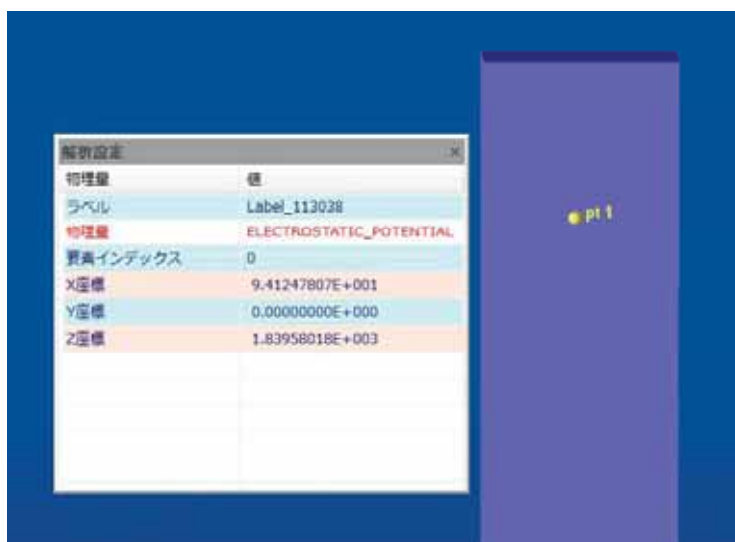 解析設定 ×
物理量 値
ラベル Label_113038
物理量 ELECTROSTATIC_POTENTIAL
要素インデックス 0
X座標 9.41247807E+001
Y座標 0.00000000E+000
Z座標 1.83958018E+003
pt 1